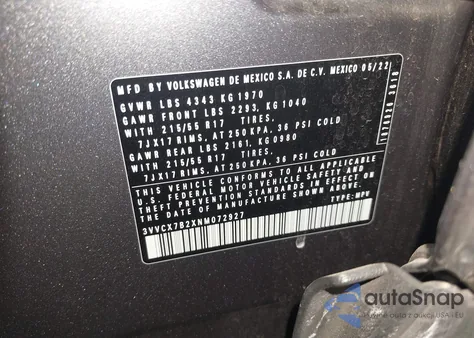 MFD. BY VOLKSWAGEN DE MEXICO S.A. DE C.V. MEXICO 05/22
GVWR LBS 4343 KG 1970
GAWR FRONT LBS 2293, KG 1040
WITH 215/55 R17 TIRES,
7JX17 RIMS, AT 250 KPA, 36 PSI COLD
GAWR REAR LBS 2161, KG0980
WITH 215/55 R17 TIRES,
7JX17 RIMS, AT 250 KPA, 36 PSI COLD
THIS VEHICLE CONFORMS TO ALL APPLICABLE
U.S. FEDERAL MOTOR VEHICLE SAFETY AND
THEFT PREVENTION STANDARDS IN EFFECT ON
THE DATE OF MANUFACTURE SHOWN ABOVE.
3VVCX7B2XNM072927 TYPE: MPV
autoSnap